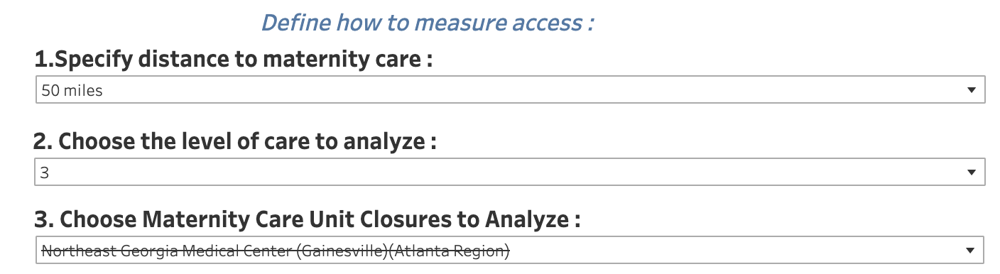 Define how to measure access :
1.Specify distance to maternity care :
50 miles
2. Choose the level of care to analyze :
3
3. Choose Maternity Care Unit Closures to Analyze :
Northeast Georgia Medical Center (Gainesville)(Atlanta Region)